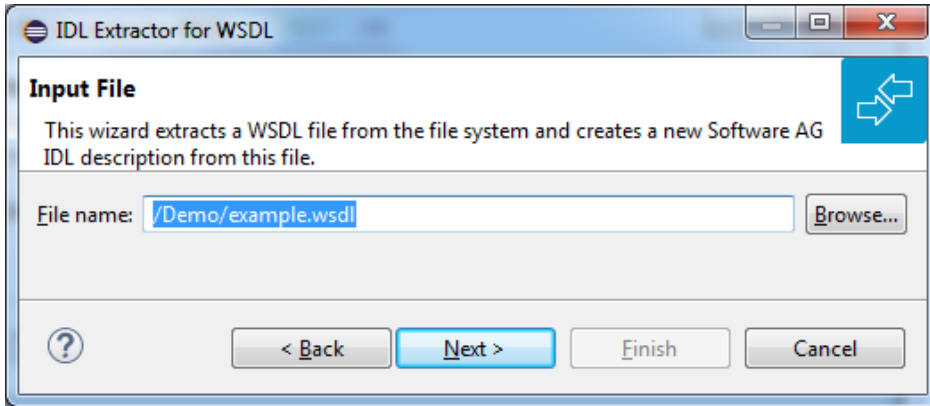 IDL Extractor for WSDL
Input File
This wizard extracts a WSDL file from the file system and creates a new Software AG
IDL description from this file.
File name: /Demo/example.wsdl Browse...
? < Back Next > Finish Cancel